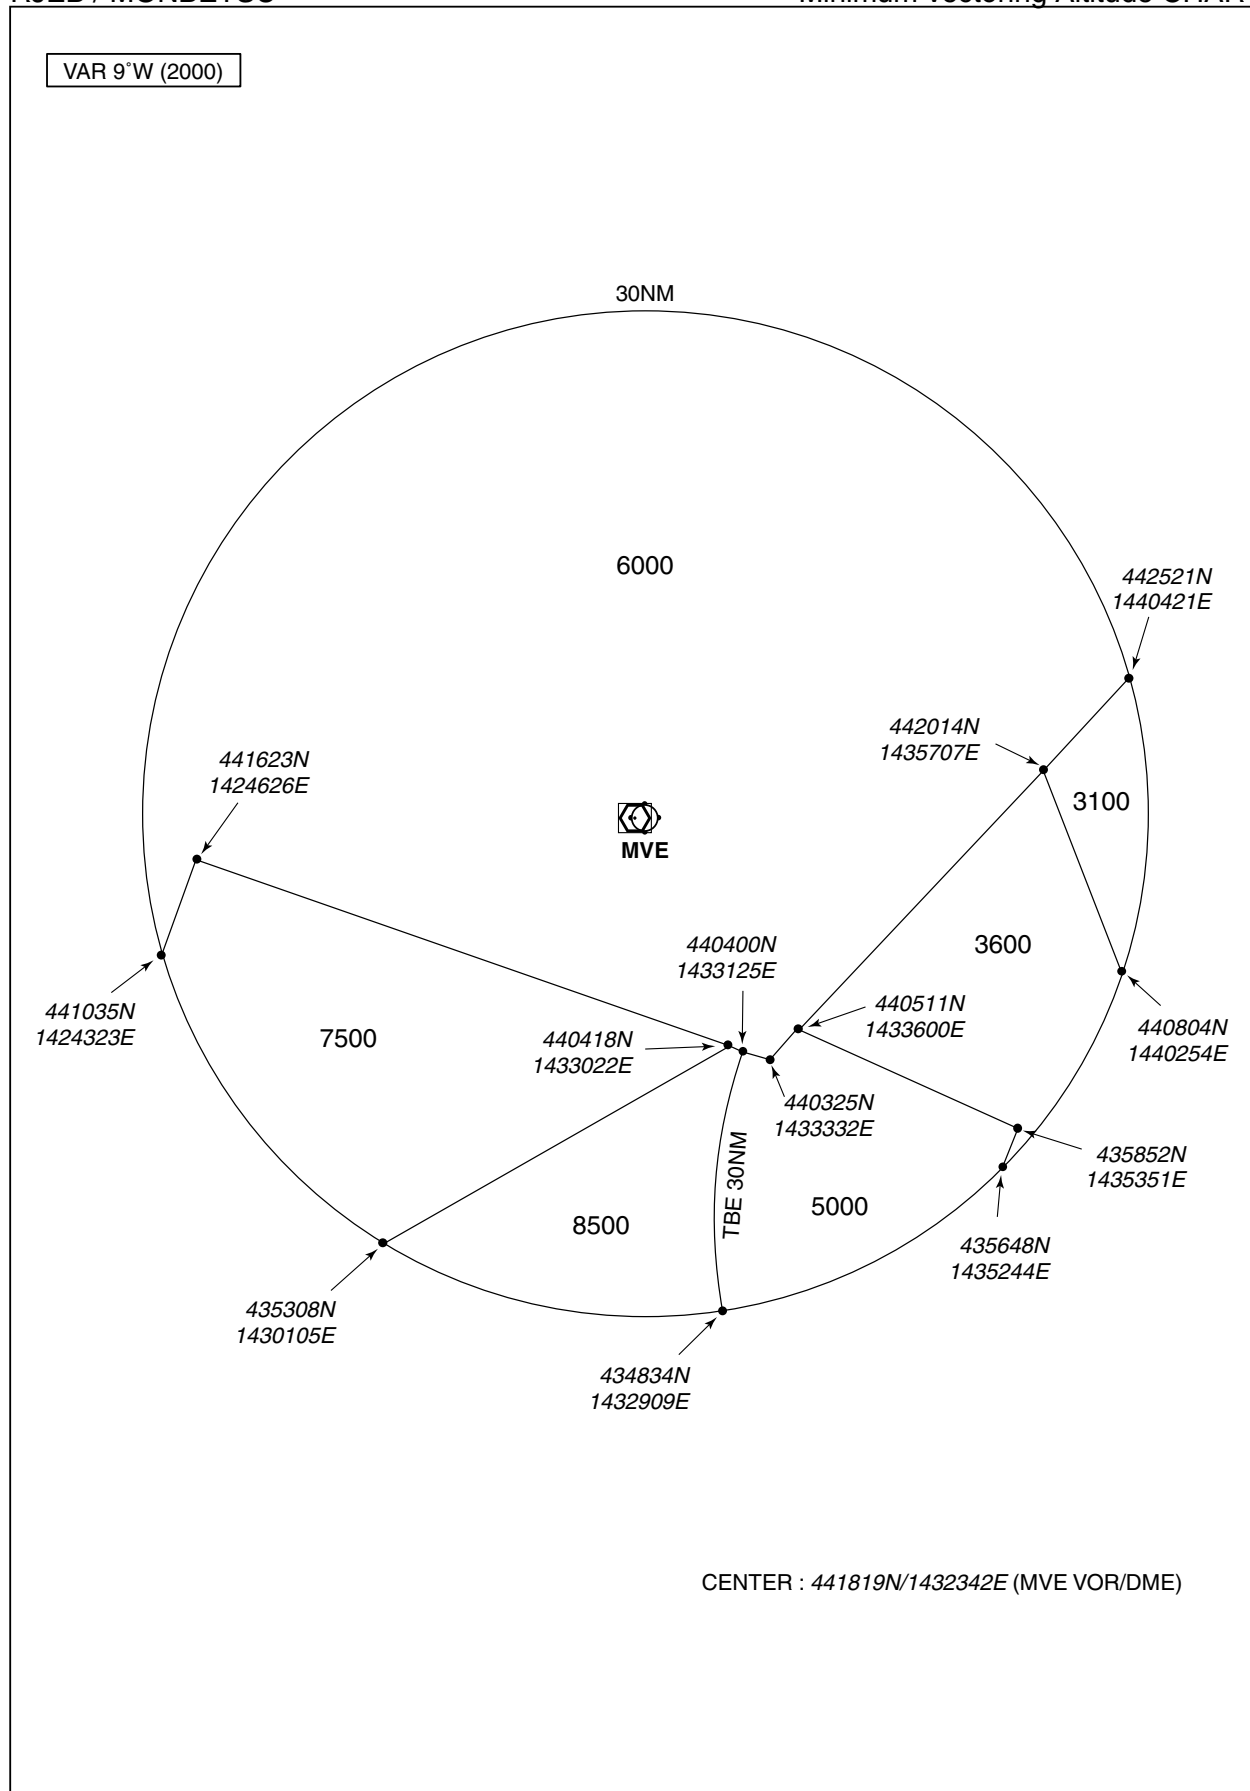 VAR 9˚W (2000)
30NM
6000
442521N
1440421E
442014N
1435707E
441623N
1424626E
3100
MVE
440400N
1433125E
3600
440511N
1433600E
441035N
1424323E
7500
440418N
1433022E
440804N
1440254E
440325N
1433332E
435852N
1435351E
TBE 30NM
5000
8500
435648N
1435244E
435308N
1430105E
434834N
1432909E
CENTER : 441819N/1432342E (MVE VOR/DME)